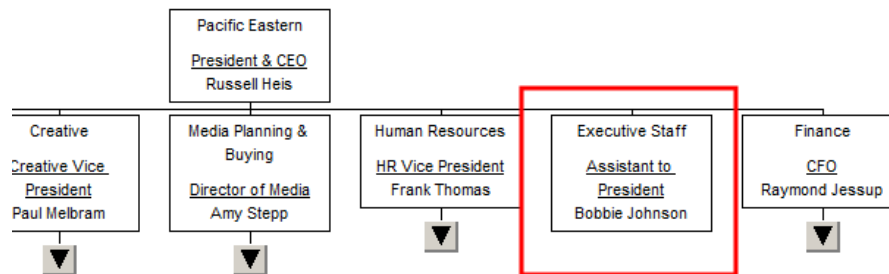 Pacific Eastern
President & CEO
Russell Heis
Creative
Creative Vice
President
Paul Melbram
Media Planning &
Buying
Director of Media
Amy Stepp
Human Resources
HR Vice President
Frank Thomas
Executive Staff
Assistant to
President
Bobbie Johnson
Finance
CFO
Raymond Jessup